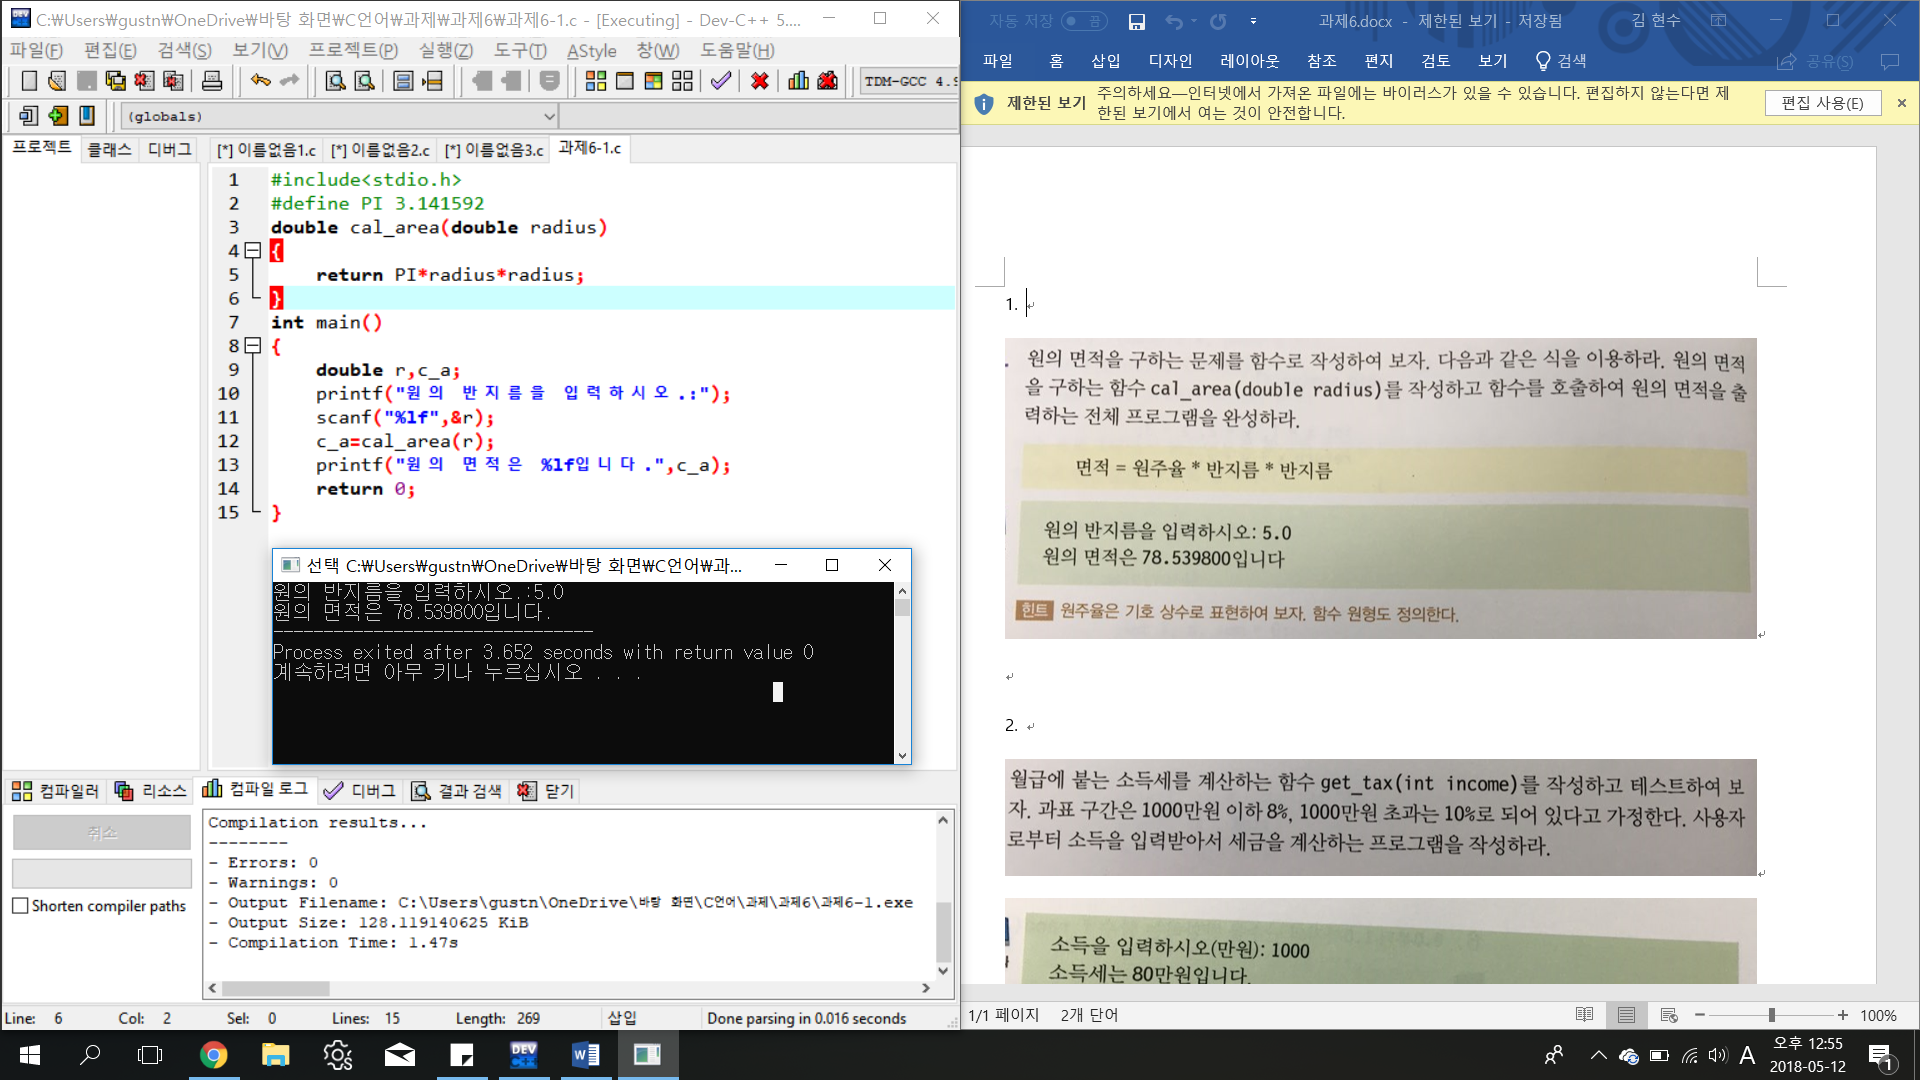 C:₩Users₩gustn₩OneDrive₩바탕 화면₩C언어₩과제₩과제6₩과제6-1.c - [Executing] - Dev-C++ 5....
파일(F) 편집(E) 검색(S) 보기(V) 프로젝트(P) 실행(Z) 도구(T) AStyle 창(W) 도움말(H)
TDM-GCC 4.9
(globals)
프로젝트 클래스 디버그
[*] 이름없음1.c [*] 이름없음2.c [*] 이름없음3.c 과제6-1.c
1 #include<stdio.h>
2 #define PI 3.141592
3 double cal_area(double radius)
4 {
5 return PI*radius*radius;
6 }
7 int main()
8 {
9 double r,c_a;
10 printf("원의 반지름을 입력하시오.:");
11 scanf("%lf",&r);
12 c_a=cal_area(r);
13 printf("원의 면적은 %lf입니다.",c_a);
14 return 0;
15 }
선택 C:₩Users₩gustn₩OneDrive₩바탕 화면₩C언어₩과...
원의 반지름을 입력하시오.:5.0
원의 면적은 78.539800입니다.
--------------------------------
Process exited after 3.652 seconds with return value 0
계속하려면 아무 키나 누르십시오 . . .
컴파일러 리소스 컴파일 로그 디버그 결과 검색 닫기
취소
Shorten compiler paths
Compilation results...
--------
- Errors: 0
- Warnings: 0
- Output Filename: C:\Users\gustn\OneDrive\바탕 화면\C언어\과제\과제6\과제6-1.exe
- Output Size: 128.119140625 KiB
- Compilation Time: 1.47s
Line: 6 Col: 2 Sel: 0 Lines: 15 Length: 269 삽입 Done parsing in 0.016 seconds
자동 저장 끔 과제6.docx - 제한된 보기 - 저장됨 김 현수
파일 홈 삽입 디자인 레이아웃 참조 편지 검토 보기 검색 공유(S)
제한된 보기 주의하세요—인터넷에서 가져온 파일에는 바이러스가 있을 수 있습니다. 편집하지 않는다면 제
한된 보기에서 여는 것이 안전합니다.
편집 사용(E)
1.
원의 면적을 구하는 문제를 함수로 작성하여 보자. 다음과 같은 식을 이용하라. 원의 면적
을 구하는 함수 cal_area(double radius)를 작성하고 함수를 호출하여 원의 면적을 출
력하는 전체 프로그램을 완성하라.
면적 = 원주율 * 반지름 * 반지름
원의 반지름을 입력하시오: 5.0
원의 면적은 78.539800입니다
힌트 원주율은 기호 상수로 표현하여 보자. 함수 원형도 정의한다.
2.
월급에 붙는 소득세를 계산하는 함수 get_tax(int income)를 작성하고 테스트하여 보
자. 과표 구간은 1000만원 이하 8%, 1000만원 초과는 10%로 되어 있다고 가정한다. 사용자
로부터 소득을 입력받아서 세금을 계산하는 프로그램을 작성하라.
소득을 입력하시오(만원): 1000
소득세는 80만원입니다.
1/1 페이지 2개 단어
100%
DEV C++
A
오후 12:55
2018-05-12
1